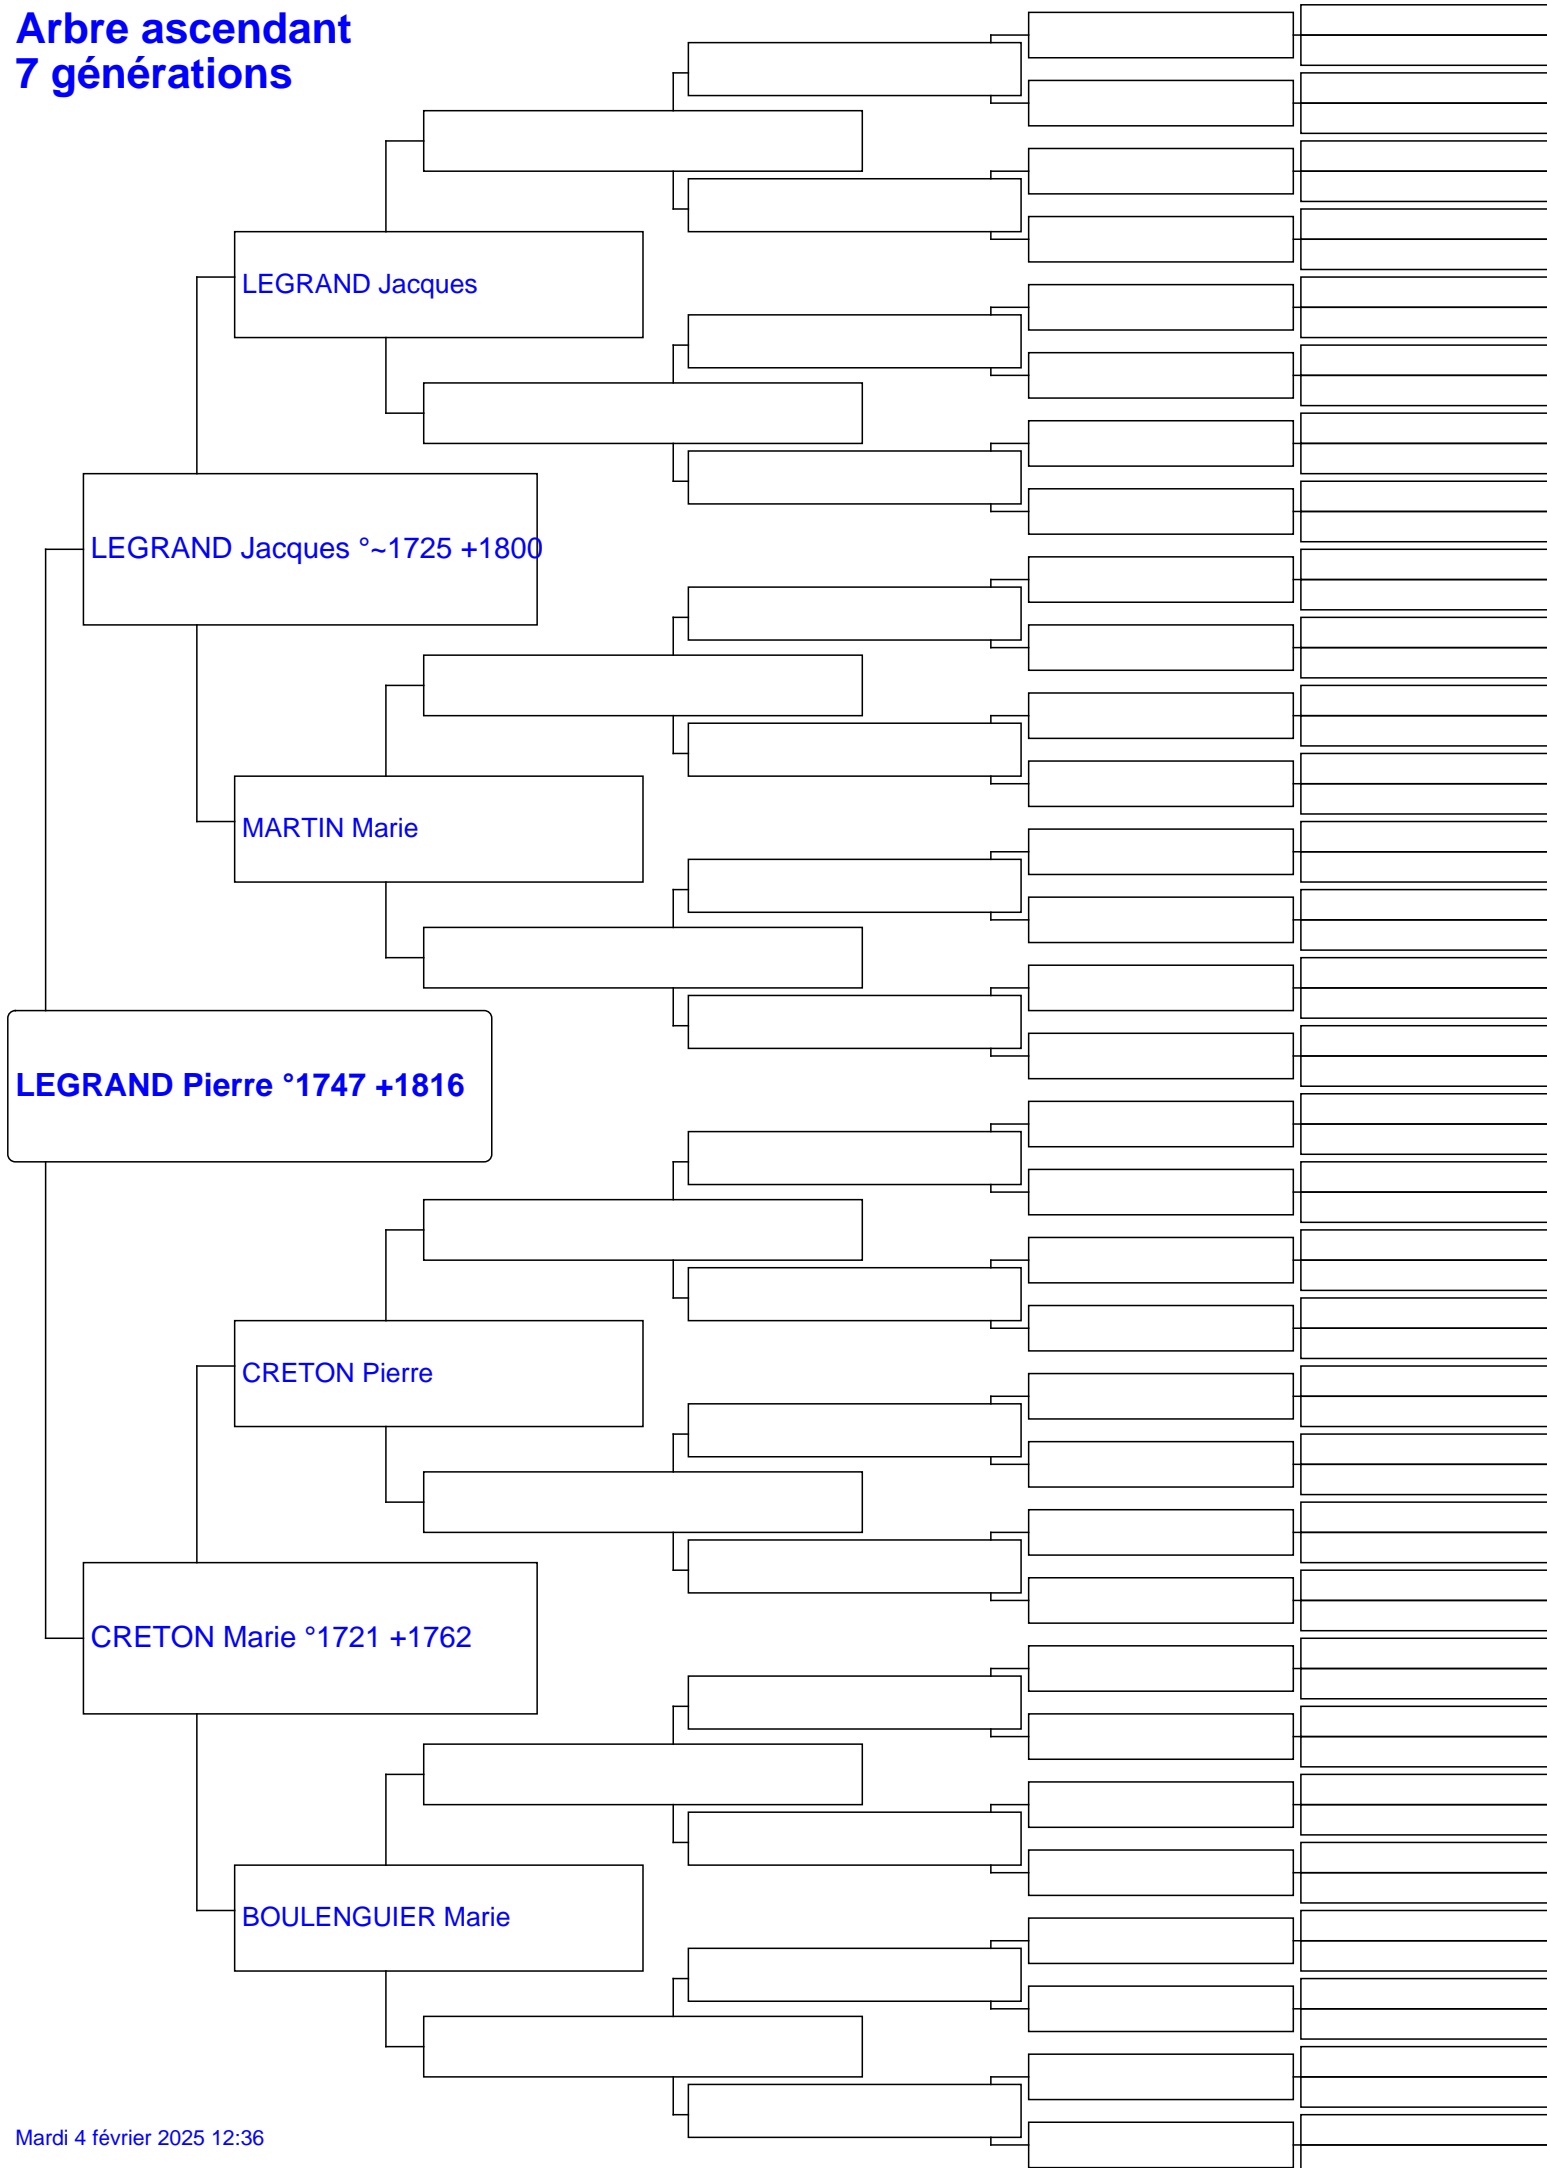 Arbre ascendant
7 générations
LEGRAND Jacques
LEGRAND Jacques °~1725 +1800
MARTIN Marie
LEGRAND Pierre °1747 +1816
CRETON Pierre
CRETON Marie °1721 +1762
BOULENGUIER Marie
Mardi 4 février 2025 12:36